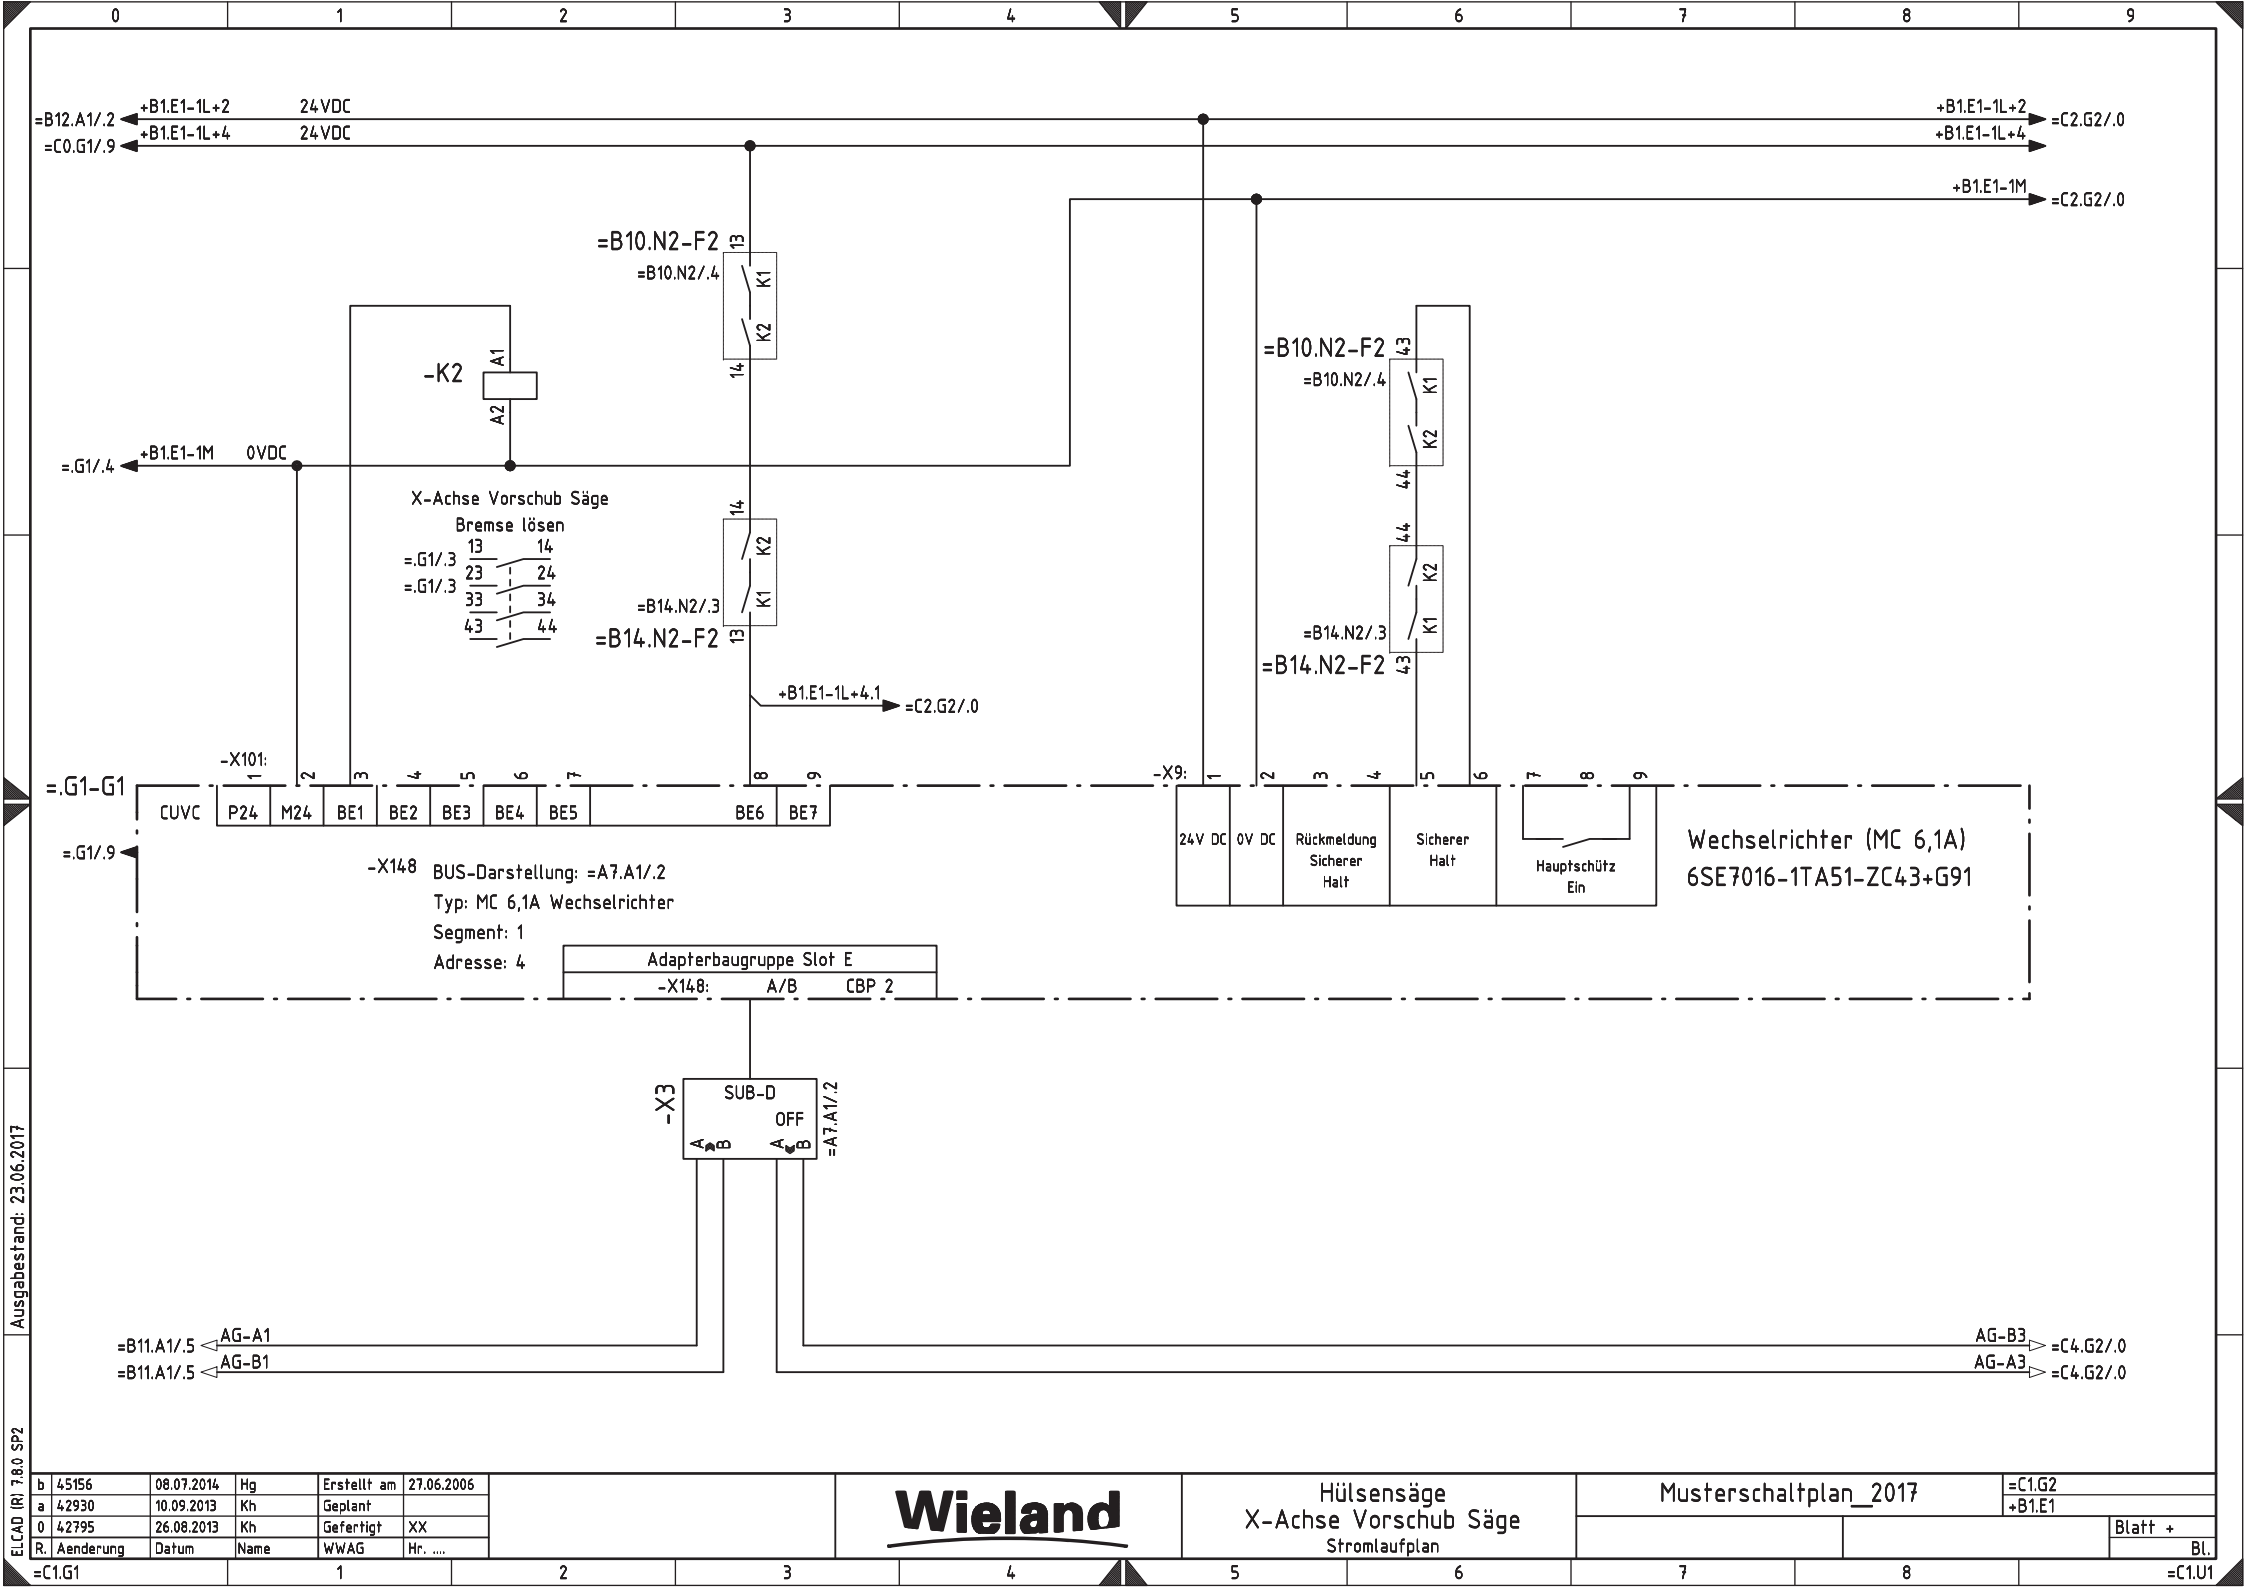 0 1 2 3 4 5 6 7 8 9
+B1.E1-1L+2 24VDC +B1.E1-1L+2
=B12.A1/.2 =C2.G2/.0
+B1.E1-1L+4 24VDC +B1.E1-1L+4
=C0.G1/.9
+B1.E1-1M
=C2.G2/.0
=B10.N2-F2 13
=B10.N2/.4 K1
K2
14
-K2 A1
A2
=B10.N2-F2 43
=B10.N2/.4 K1
K2
44
+B1.E1-1M 0VDC
=.G1/.4
X-Achse Vorschub Säge
Bremse lösen
13 14
=.G1/.3
23 24
=.G1/.3
33 34
43 44
14
K2
K1
=B14.N2/.3
=B14.N2-F2 13
44
K2
K1
=B14.N2/.3
=B14.N2-F2 43
+B1.E1-1L+4.1
=C2.G2/.0
-X101: 1 2 3 4 5 6 7 8 9
-X9: 1 2 3 4 5 6 7 8 9
=.G1-G1
CUVC P24 M24 BE1 BE2 BE3 BE4 BE5 BE6 BE7
=.G1/.9
24V DC 0V DC
Rückmeldung
Sicherer
Halt
Sicherer
Halt
Hauptschütz
Ein
Wechselrichter (MC 6,1A)
6SE7016-1TA51-ZC43+G91
-X148 BUS-Darstellung: =A7.A1/.2
Typ: MC 6,1A Wechselrichter
Segment: 1
Adresse: 4
Adapterbaugruppe Slot E
-X148: A/B CBP 2
-X3
SUB-D
OFF
A B A B
=A7.A1/.2
AG-A1 AG-B3
=B11.A1/.5 =C4.G2/.0
AG-B1 AG-A3
=B11.A1/.5 =C4.G2/.0
Ausgabestand: 23.06.2017
ELCAD (R) 7.8.0 SP2
b 45156 08.07.2014 Hg Erstellt am 27.06.2006
a 42930 10.09.2013 Kh Geplant
0 42795 26.08.2013 Kh Gefertigt XX
R. Aenderung Datum Name WWAG Hr. ....
Wieland
Hülsensäge
X-Achse Vorschub Säge
Stromlaufplan
Musterschaltplan_2017
=C1.G2
+B1.E1
Blatt +
Bl.
=C1.G1 1 2 3 4 5 6 7 8 =C1.U1